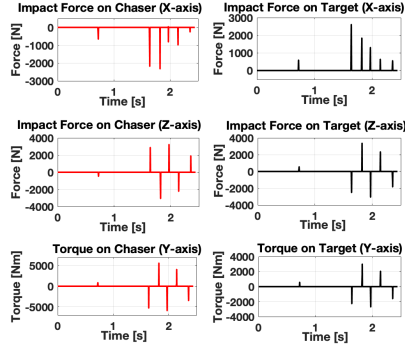 Impact Force on Chaser (X-axis)
Force [N]
0
-1000
-2000
-3000
0
1
2
Time [s]
Impact Force on Target (X-axis)
Force [N]
3000
2000
1000
0
0
1
2
Time [s]
Impact Force on Chaser (Z-axis)
Force [N]
4000
2000
0
-2000
-4000
0
1
2
Time [s]
Impact Force on Target (Z-axis)
Force [N]
4000
2000
0
-2000
-4000
0
1
2
Time [s]
Torque on Chaser (Y-axis)
Torque [Nm]
5000
0
-5000
0
1
2
Time [s]
Torque on Target (Y-axis)
Torque [Nm]
4000
2000
0
-2000
-4000
0
1
2
Time [s]